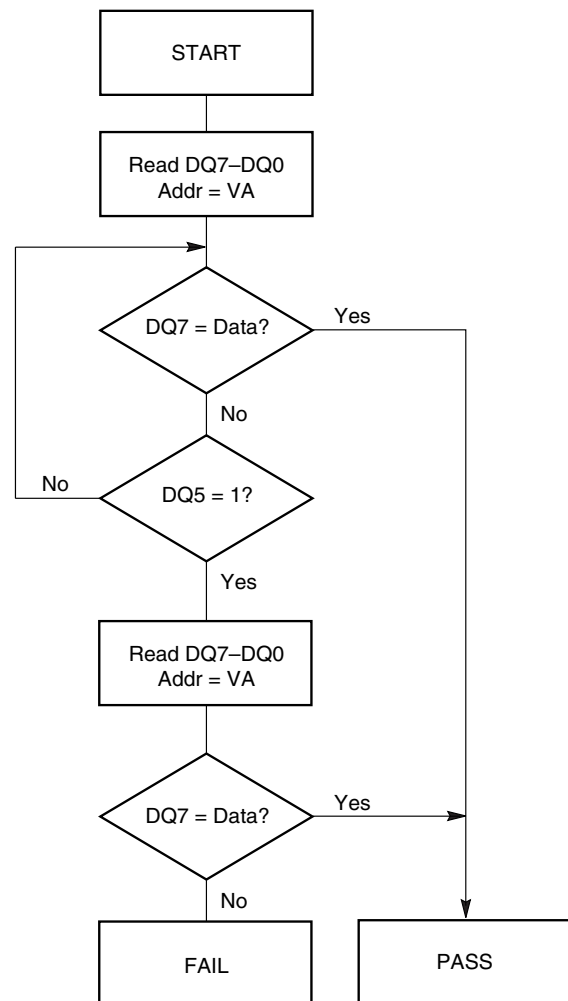 START
Read DQ7–DQ0
Addr = VA
DQ7 = Data?
Yes
No
No
DQ5 = 1?
Yes
Read DQ7–DQ0
Addr = VA
DQ7 = Data?
Yes
No
FAIL
PASS